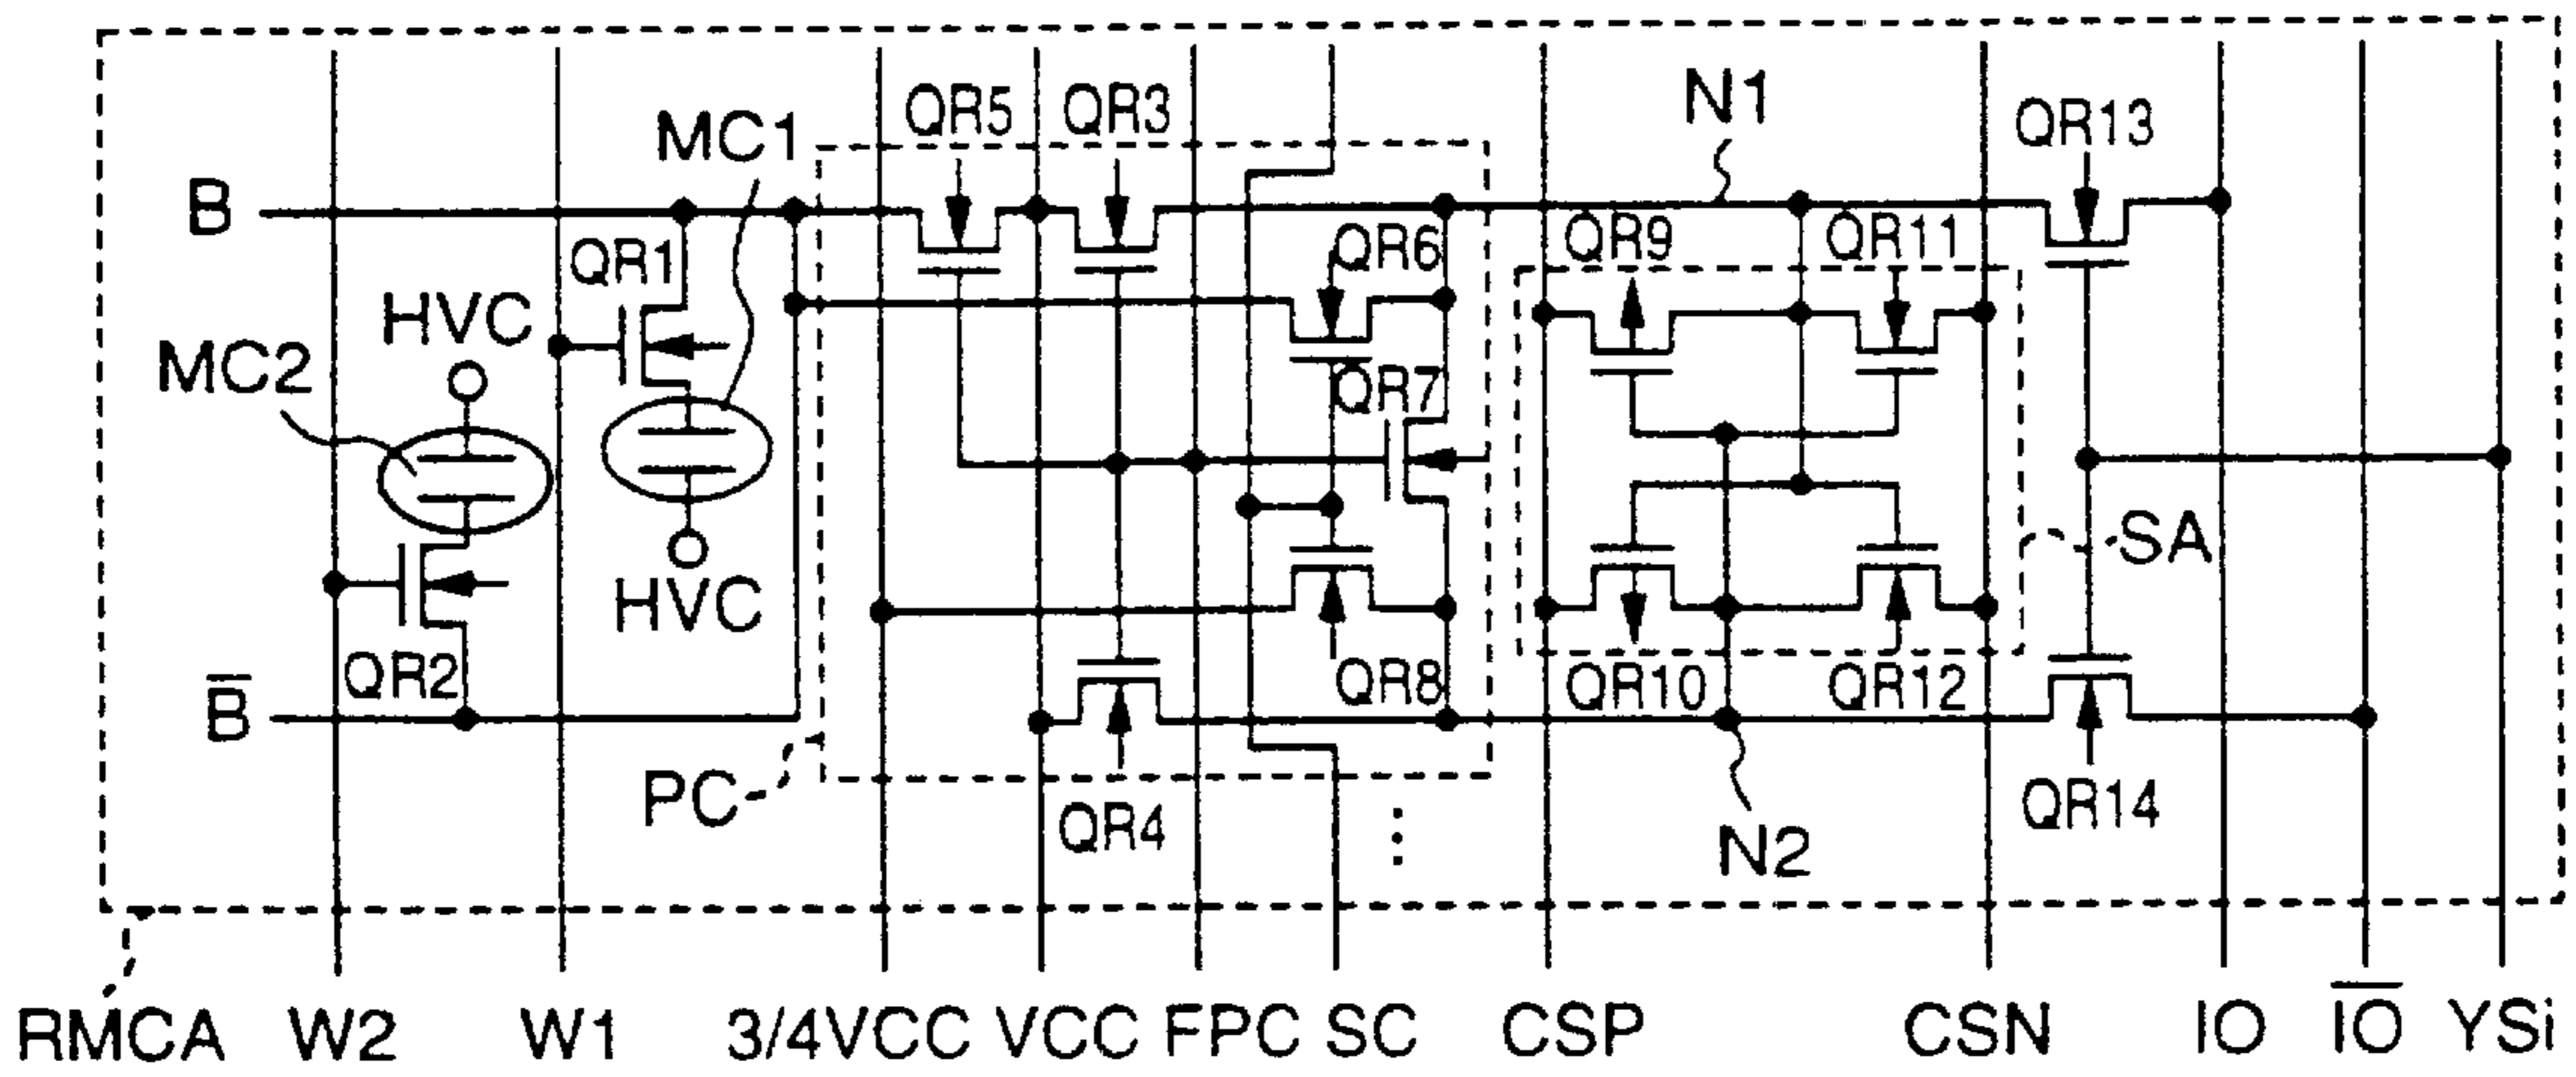 N1
QR5
QR3
QR13
MC1
B
QR6
QR9
QR11
QR1
HVC
MC2
QR7
SA
HVC
QR2
QR8
QR10
QR12
B̅
PC
QR4
QR14
N2
⋮
RMCA W2 W1 3/4VCC VCC FPC SC CSP CSN IO I̅O̅ YSi